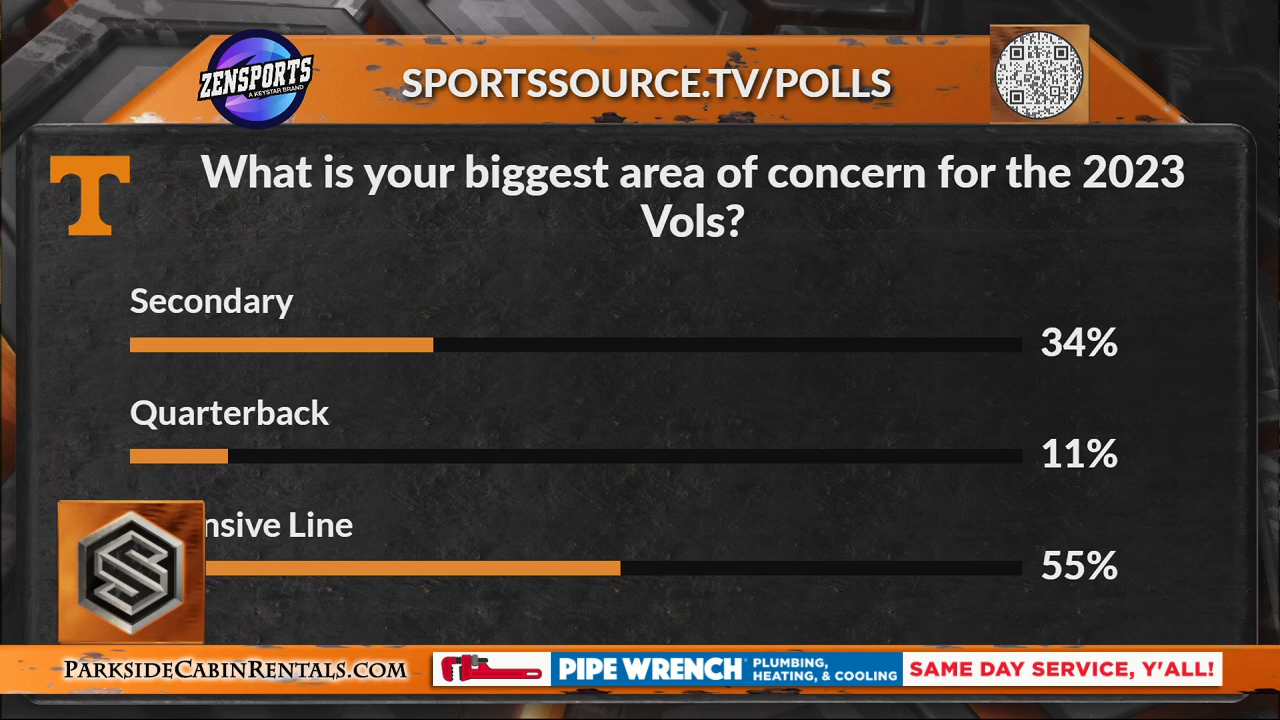 ZENSPORTS
A KEYSTAR BRAND
SPORTSSOURCE.TV/POLLS
T
What is your biggest area of concern for the 2023
Vols?
Secondary
34%
Quarterback
11%
nsive Line
55%
S
PARKSIDECABINRENTALS.COM
PIPE WRENCH
PLUMBING,
HEATING, & COOLING
SAME DAY SERVICE, Y'ALL!